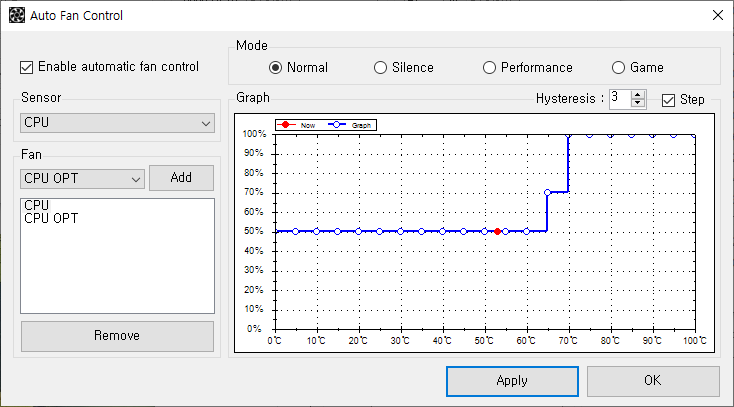 Auto Fan Control
Enable automatic fan control
Mode
Normal
Silence
Performance
Game
Sensor
CPU
Fan
CPU OPT
Add
CPU
CPU OPT
Remove
Graph
Hysteresis : 3
Step
Now
Graph
100%
90%
80%
70%
60%
50%
40%
30%
20%
10%
0%
0℃ 10℃ 20℃ 30℃ 40℃ 50℃ 60℃ 70℃ 80℃ 90℃ 100℃
Apply
OK